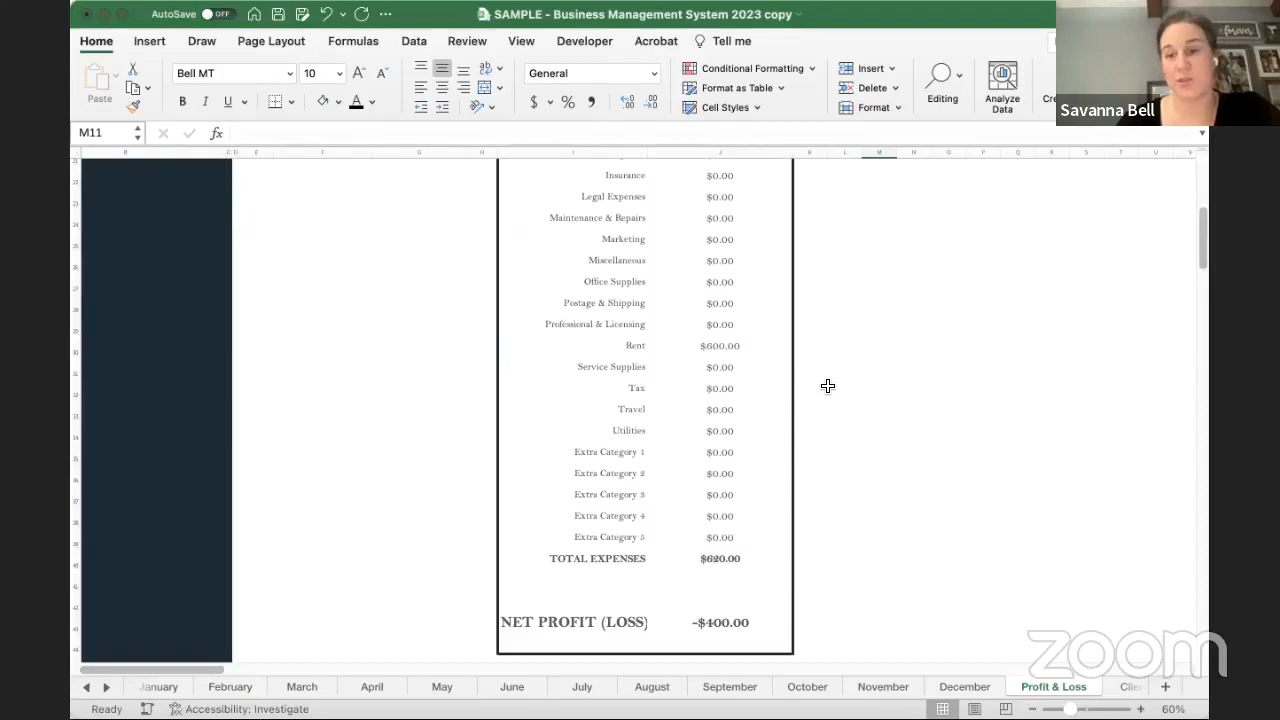 AutoSave OFF SAMPLE - Business Management System 2023 copy
Home Insert Draw Page Layout Formulas Data Review View Developer Acrobat Tell me
Paste
Bell MT 10
B I U A
General
$ % 9
Conditional Formatting
Format as Table
Cell Styles
Insert
Delete
Format
Editing
Analyze
Data
Savanna Bell
M11 fx
B C D E F G H I J K L M N O P Q R S T U
Insurance $0.00
Legal Expenses $0.00
Maintenance & Repairs $0.00
Marketing $0.00
Miscellaneous $0.00
Office Supplies $0.00
Postage & Shipping $0.00
Professional & Licensing $0.00
Rent $600.00
Service Supplies $0.00
Tax $0.00
Travel $0.00
Utilities $0.00
Extra Category 1 $0.00
Extra Category 2 $0.00
Extra Category 3 $0.00
Extra Category 4 $0.00
Extra Category 5 $0.00
TOTAL EXPENSES $620.00
NET PROFIT (LOSS) -$400.00
zoom
January February March April May June July August September October November December Profit & Loss Clie
Ready Accessibility: Investigate 60%